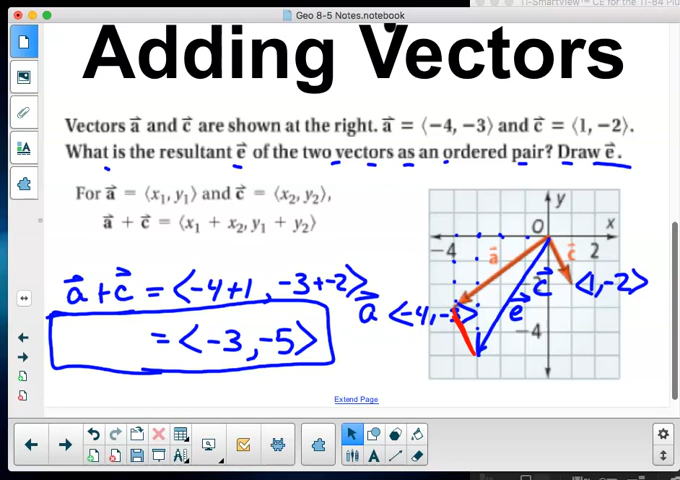 TI-SmartView™ CE for the TI-84 Plus
Geo 8-5 Notes.notebook
Adding Vectors
Vectors a⃗ and c⃗ are shown at the right. a⃗ = ⟨−4, −3⟩ and c⃗ = ⟨1, −2⟩.
What is the resultant e⃗ of the two vectors as an ordered pair? Draw e⃗.
For a⃗ = ⟨x₁, y₁⟩ and c⃗ = ⟨x₂, y₂⟩,
a⃗ + c⃗ = ⟨x₁ + x₂, y₁ + y₂⟩
a⃗+c⃗ = <-4+1, -3+-2>
= <-3, -5>
y
O
x
−4
2
a⃗
c⃗
c⃗
<1,-2>
-2
a⃗ <-4,-3>
e⃗
−4
Extend Page
A
A